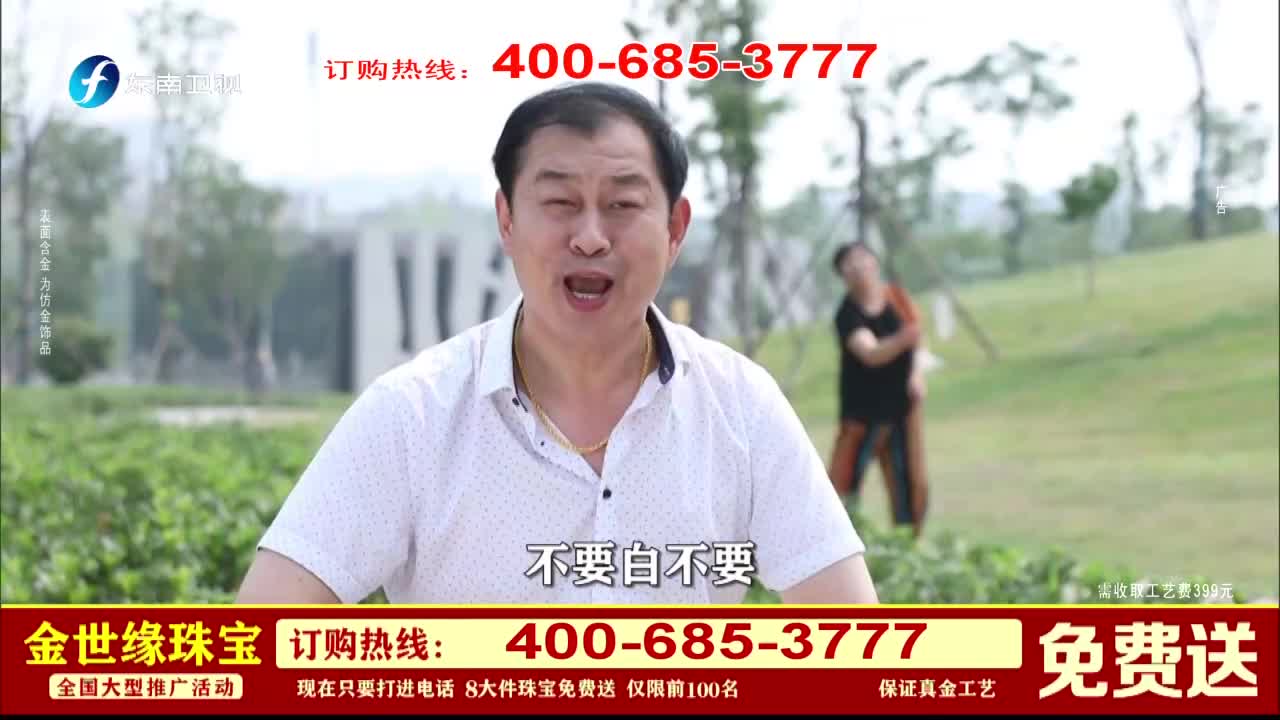 订购热线：400-685-3777
东南卫视
广告
表面含金 为仿金饰品
不要白不要
需收取工艺费399元
金世缘珠宝
全国大型推广活动
订购热线：400-685-3777
现在只要打进电话 8大件珠宝免费送 仅限前100名
保证真金工艺
免费送